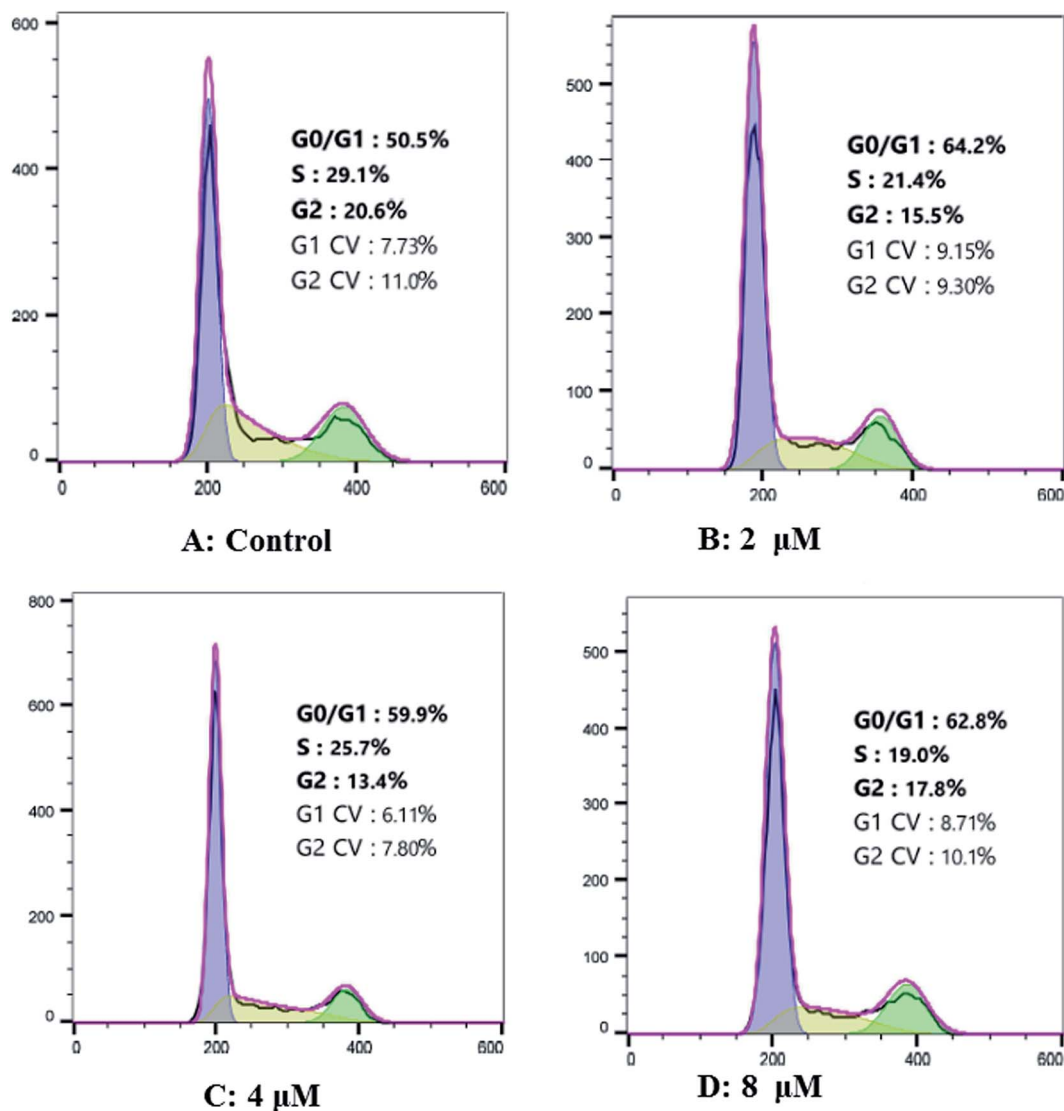 600
400
200
0
0 200 400 600
G0/G1 : 50.5%
S : 29.1%
G2 : 20.6%
G1 CV : 7.73%
G2 CV : 11.0%
A: Control
500
400
300
200
100
0
0 200 400 600
G0/G1 : 64.2%
S : 21.4%
G2 : 15.5%
G1 CV : 9.15%
G2 CV : 9.30%
B: 2 μM
800
600
400
200
0
0 200 400 600
G0/G1 : 59.9%
S : 25.7%
G2 : 13.4%
G1 CV : 6.11%
G2 CV : 7.80%
C: 4 μM
500
400
300
200
100
0
0 200 400 600
G0/G1 : 62.8%
S : 19.0%
G2 : 17.8%
G1 CV : 8.71%
G2 CV : 10.1%
D: 8 μM